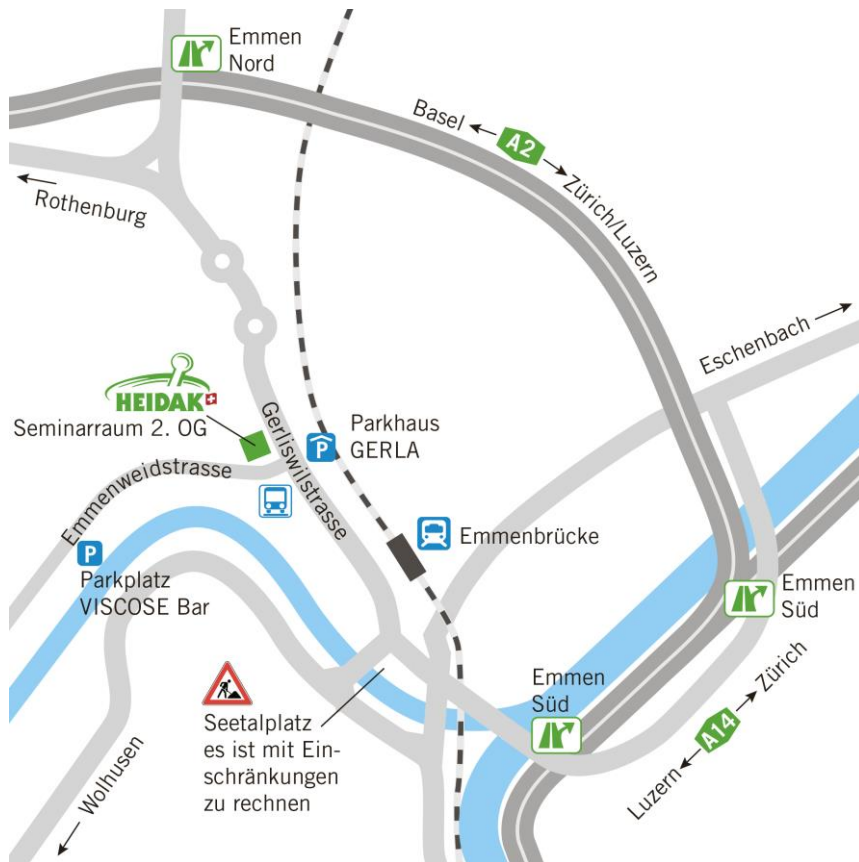 Emmen
Nord
Basel
A2
Zürich/Luzern
Rothenburg
Eschenbach
HEIDAK
Seminarraum 2. OG
Gerliswilstrasse
P
Parkhaus
GERLA
Emmenweidstrasse
Emmenbrücke
P
Parkplatz
VISCOSE Bar
Emmen
Süd
Emmen
Süd
Seetalplatz
es ist mit Ein-
schränkungen
zu rechnen
Zürich
A14
Luzern
Wolhusen